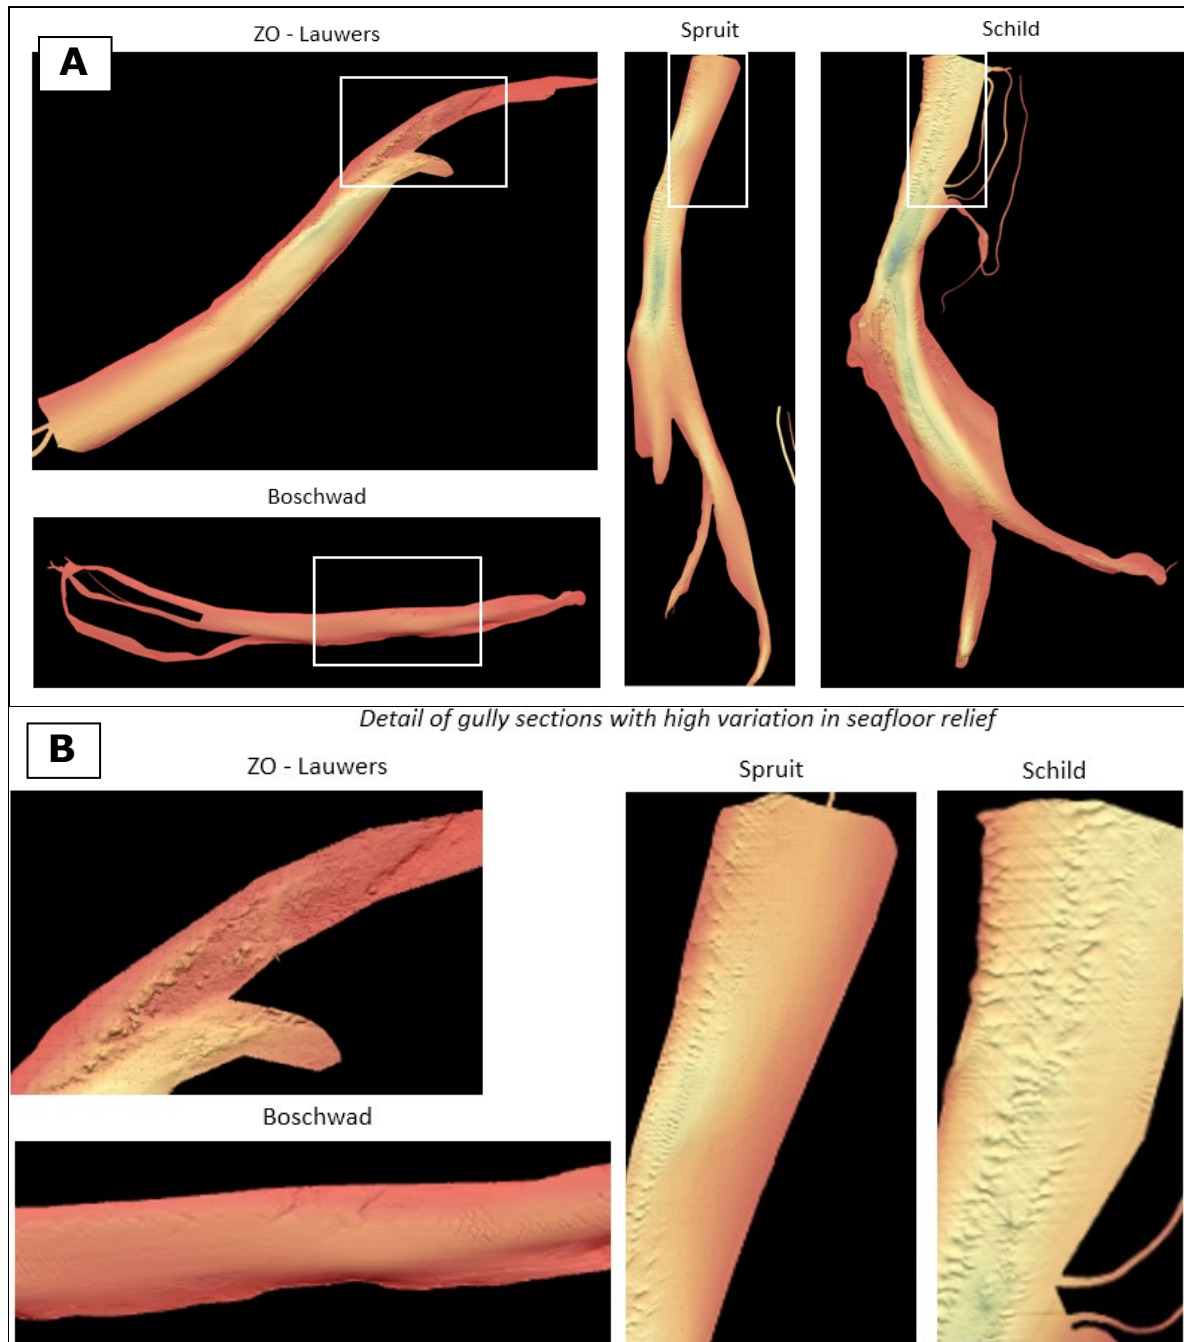 A
ZO - Lauwers
Spruit
Schild
Boschwad
Detail of gully sections with high variation in seafloor relief
B
ZO - Lauwers
Spruit
Schild
Boschwad